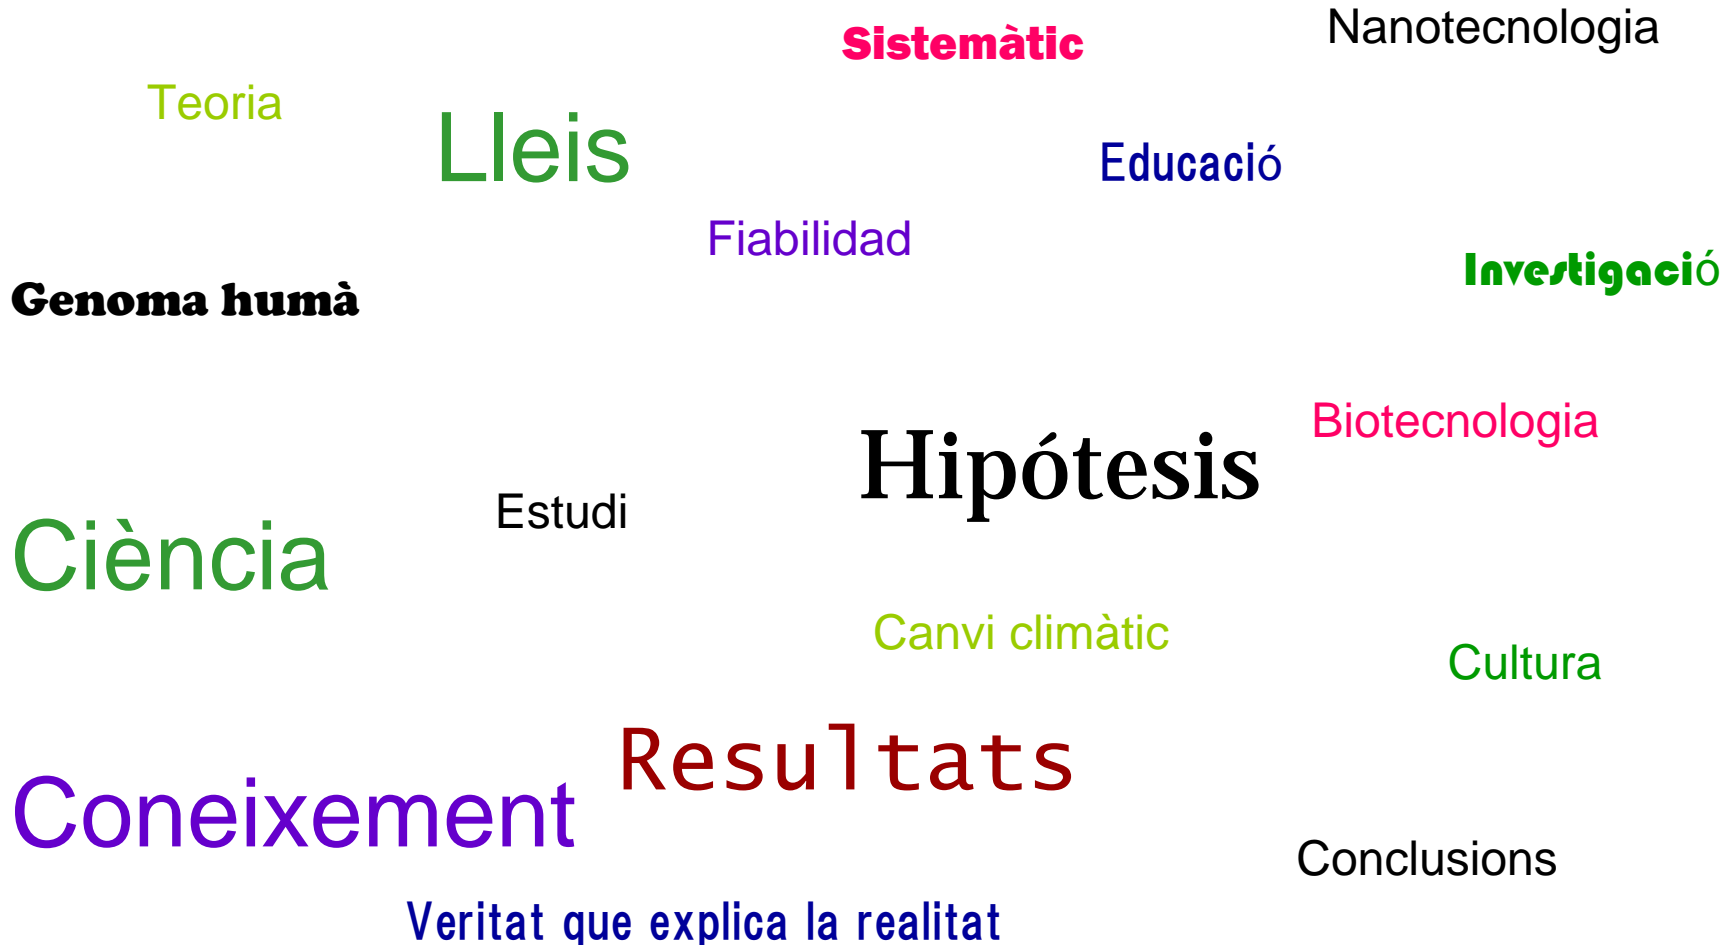 Nanotecnologia
Sistemàtic
Teoria
Lleis
Educació
Fiabilidad
Investigació
Genoma humà
Biotecnologia
Hipótesis
Estudi
Ciència
Canvi climàtic
Cultura
Resultats
Coneixement
Conclusions
Veritat que explica la realitat